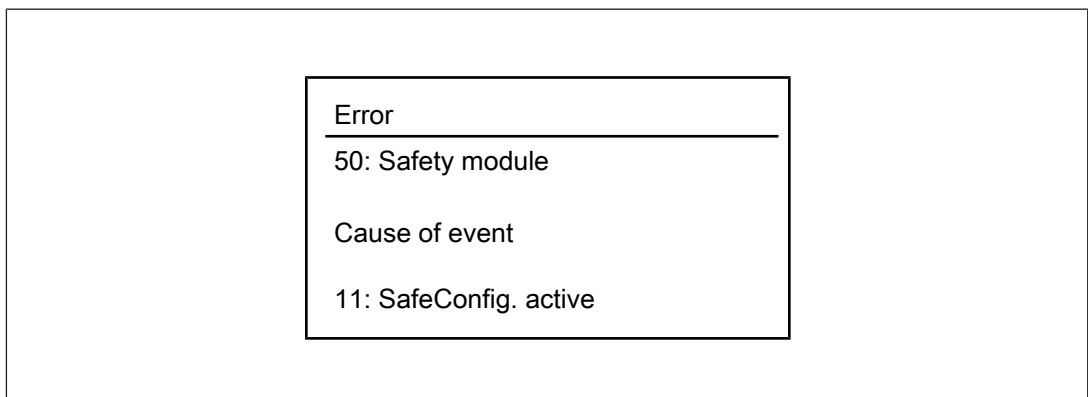 Error
50: Safety module
Cause of event
11: SafeConfig. active